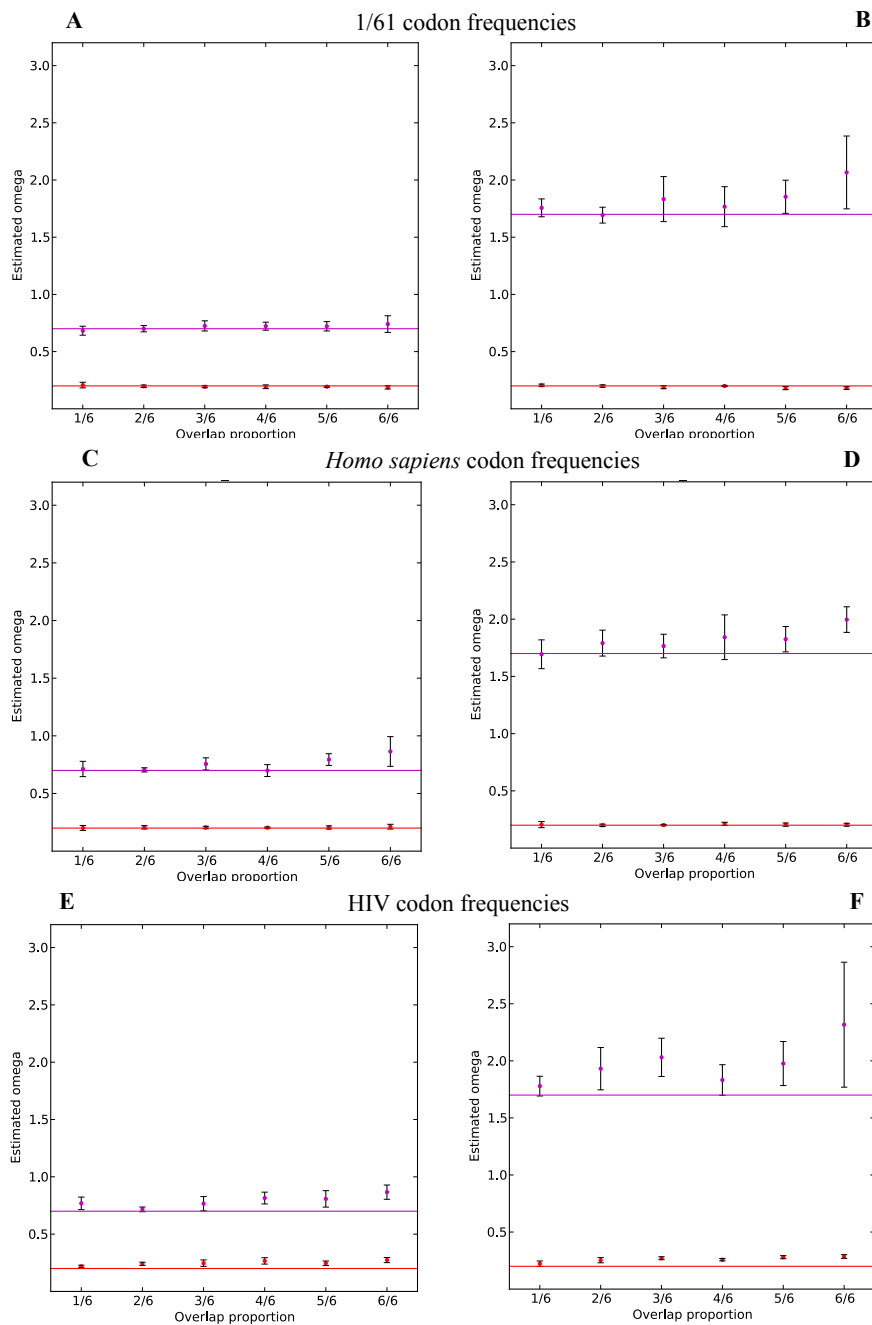 A 1/61 codon frequencies B
3.0
2.5
2.0
1.5
1.0
0.5
Estimated omega
1/6 2/6 3/6 4/6 5/6 6/6
Overlap proportion
3.0
2.5
2.0
1.5
1.0
0.5
Estimated omega
1/6 2/6 3/6 4/6 5/6 6/6
Overlap proportion
C Homo sapiens codon frequencies D
3.0
2.5
2.0
1.5
1.0
0.5
Estimated omega
1/6 2/6 3/6 4/6 5/6 6/6
Overlap proportion
3.0
2.5
2.0
1.5
1.0
0.5
Estimated omega
1/6 2/6 3/6 4/6 5/6 6/6
Overlap proportion
E HIV codon frequencies F
3.0
2.5
2.0
1.5
1.0
0.5
Estimated omega
1/6 2/6 3/6 4/6 5/6 6/6
Overlap proportion
3.0
2.5
2.0
1.5
1.0
0.5
Estimated omega
1/6 2/6 3/6 4/6 5/6 6/6
Overlap proportion